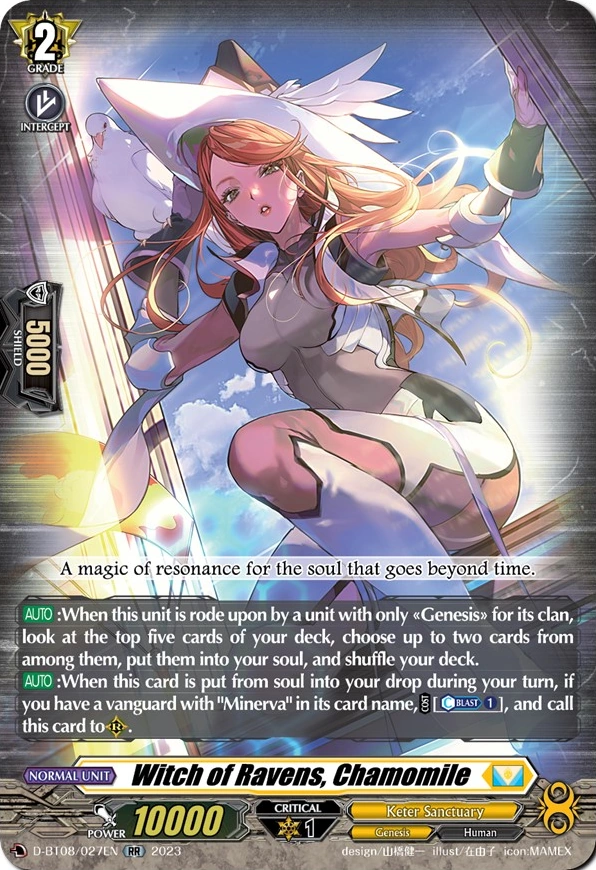 2
GRADE
INTERCEPT
5000
SHIELD
A magic of resonance for the soul that goes beyond time.
AUTO :When this unit is rode upon by a unit with only «Genesis» for its clan,
look at the top five cards of your deck, choose up to two cards from
among them, put them into your soul, and shuffle your deck.
AUTO :When this card is put from soul into your drop during your turn, if
you have a vanguard with "Minerva" in its card name, COST [C BLAST 1], and call
this card to RC.
NORMAL UNIT
Witch of Ravens, Chamomile
POWER 10000
CRITICAL
1
Keter Sanctuary
Genesis
Human
D-BT08/027EN RR 2023
design/山橋健一 illust/在由子 icon:MAMEX